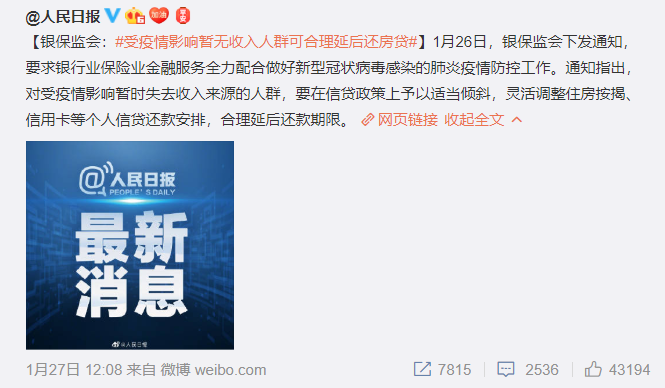 @人民日报 加油 早安
【银保监会：#受疫情影响暂无收入人群可合理延后还房贷#】1月26日，银保监会下发通知，
要求银行业保险业金融服务全力配合做好新型冠状病毒感染的肺炎疫情防控工作。通知指出，
对受疫情影响暂时失去收入来源的人群，要在信贷政策上予以适当倾斜，灵活调整住房按揭、
信用卡等个人信贷还款安排，合理延后还款期限。 网页链接 收起全文
@人民日报
PEOPLE'S DAILY
最新
消息
@人民日报
1月27日 12:08 来自 微博 weibo.com 7815 2536 43194